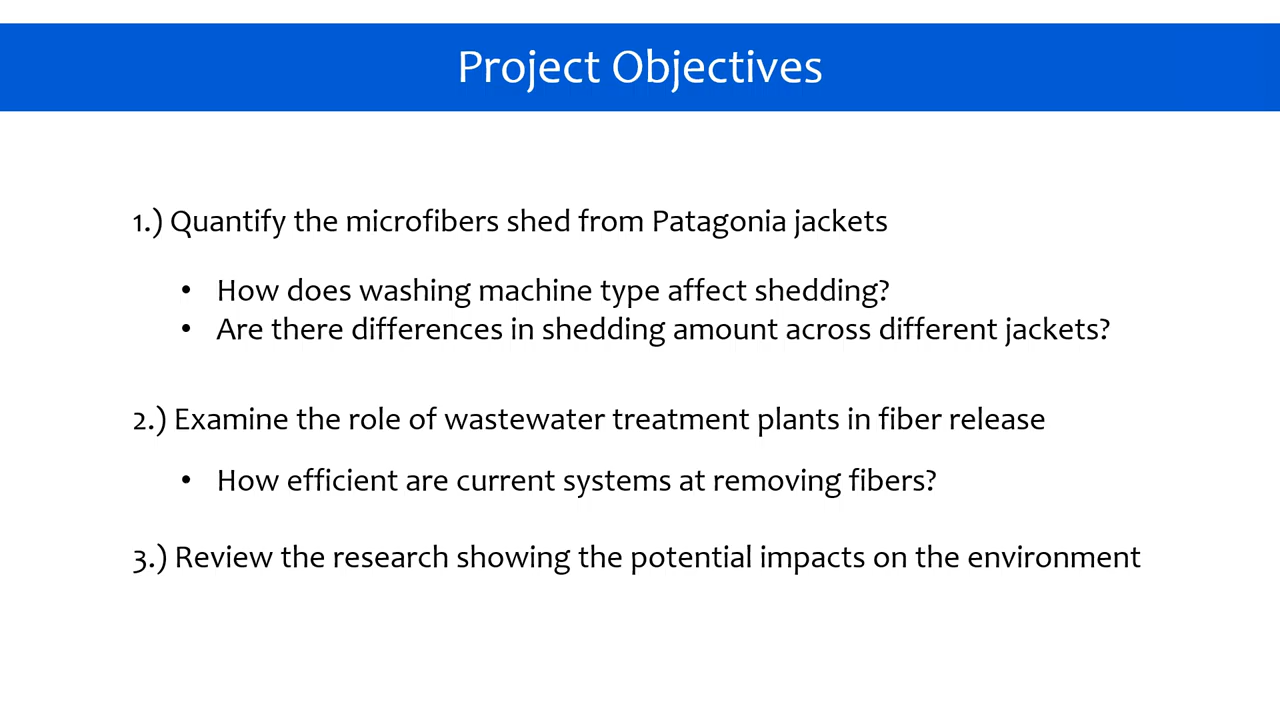 Project Objectives
1.) Quantify the microfibers shed from Patagonia jackets
• How does washing machine type affect shedding?
• Are there differences in shedding amount across different jackets?
2.) Examine the role of wastewater treatment plants in fiber release
• How efficient are current systems at removing fibers?
3.) Review the research showing the potential impacts on the environment